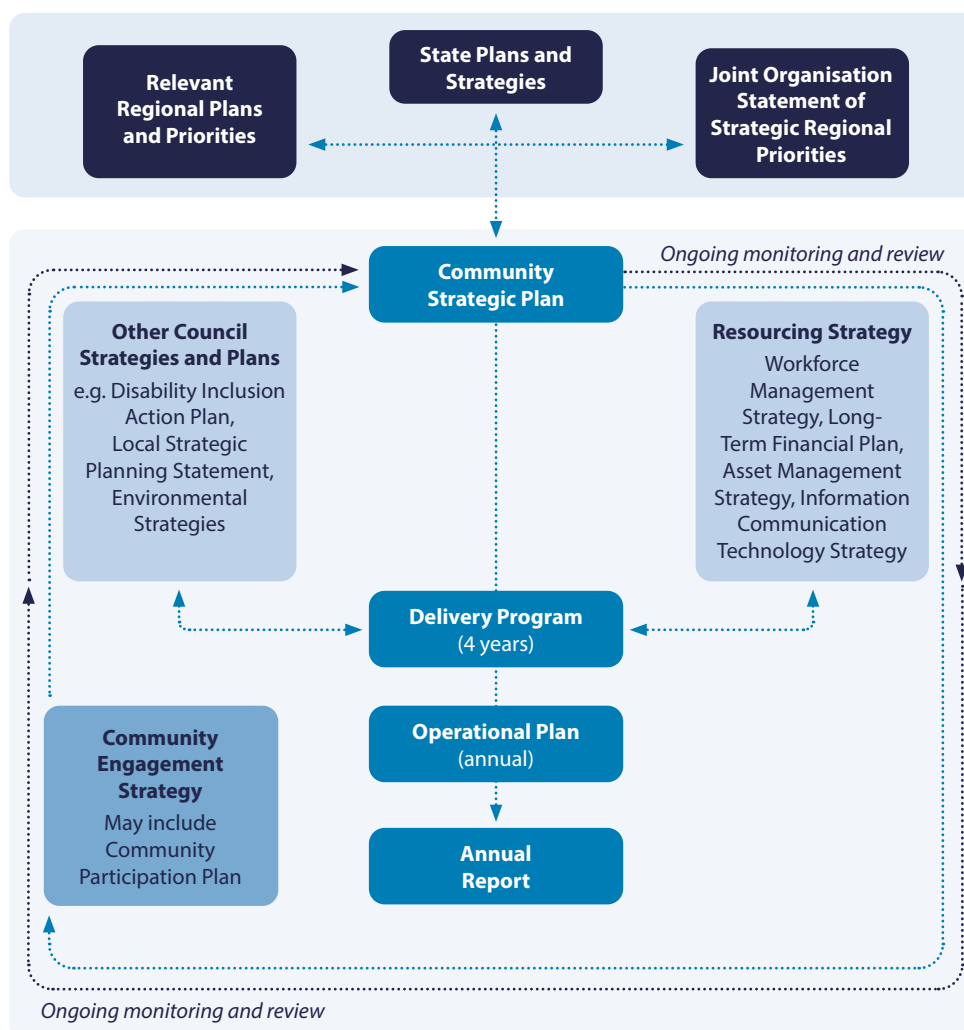 Relevant
Regional Plans
and Priorities
State Plans and
Strategies
Joint Organisation
Statement of
Strategic Regional
Priorities
Ongoing monitoring and review
Community
Strategic Plan
Other Council
Strategies and Plans
e.g. Disability Inclusion
Action Plan,
Local Strategic
Planning Statement,
Environmental
Strategies
Resourcing Strategy
Workforce
Management
Strategy, Long-
Term Financial Plan,
Asset Management
Strategy, Information
Communication
Technology Strategy
Delivery Program
(4 years)
Community
Engagement
Strategy
May include
Community
Participation Plan
Operational Plan
(annual)
Annual
Report
Ongoing monitoring and review